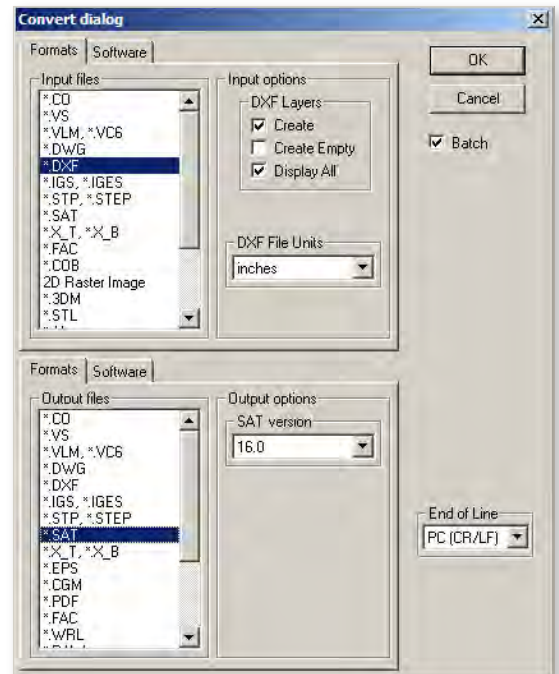 Convert dialog
Formats
Software
Input files
*.CO
*.VS
*.VLM, *.VC6
*.DWG
*.DXF
*.IGS, *.IGES
*.STP, *.STEP
*.SAT
*X_T, *X_B
*.FAC
*.COB
2D Raster Image
*.3DM
*.STL
Input options
DXF Layers
Create
Create Empty
Display All
DXF File Units
inches
OK
Cancel
Batch
Formats
Software
Output files
*.CO
*.VS
*.VLM, *.VC6
*.DWG
*.DXF
*.IGS, *.IGES
*.STP, *.STEP
*.SAT
*X_T, *X_B
*.EPS
*.CGM
*.PDF
*.FAC
*.WRL
Output options
SAT version
16.0
End of Line
PC (CR/LF)